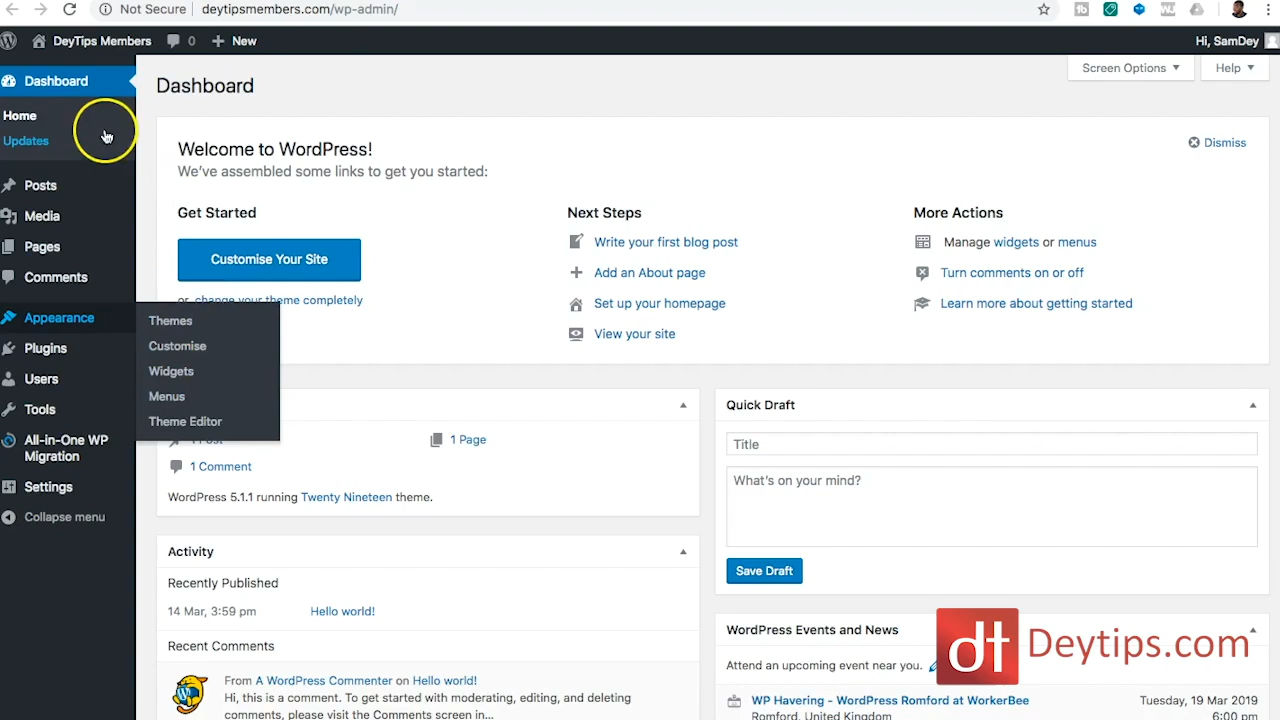 Not Secure
deytipsmembers.com/wp-admin/
DeyTips Members
0
New
Hi, SamDey
Dashboard
Home
Updates
Posts
Media
Pages
Comments
Appearance
Plugins
Users
Tools
All-in-One WP
Migration
Settings
Collapse menu
Themes
Customise
Widgets
Menus
Theme Editor
Dashboard
Screen Options
Help
Welcome to WordPress!
We've assembled some links to get you started:
Dismiss
Get Started
Customise Your Site
or, change your theme completely
Next Steps
Write your first blog post
Add an About page
Set up your homepage
View your site
More Actions
Manage widgets or menus
Turn comments on or off
Learn more about getting started
1 Post
1 Page
1 Comment
WordPress 5.1.1 running Twenty Nineteen theme.
Activity
Recently Published
14 Mar, 3:59 pm Hello world!
Recent Comments
From A WordPress Commenter on Hello world!
Hi, this is a comment. To get started with moderating, editing, and deleting
comments, please visit the Comments screen in...
Quick Draft
Title
What's on your mind?
Save Draft
WordPress Events and News
Attend an upcoming event near you.
WP Havering - WordPress Romford at WorkerBee
Romford, United Kingdom
Tuesday, 19 Mar 2019
6:00 pm
dt Deytips.com